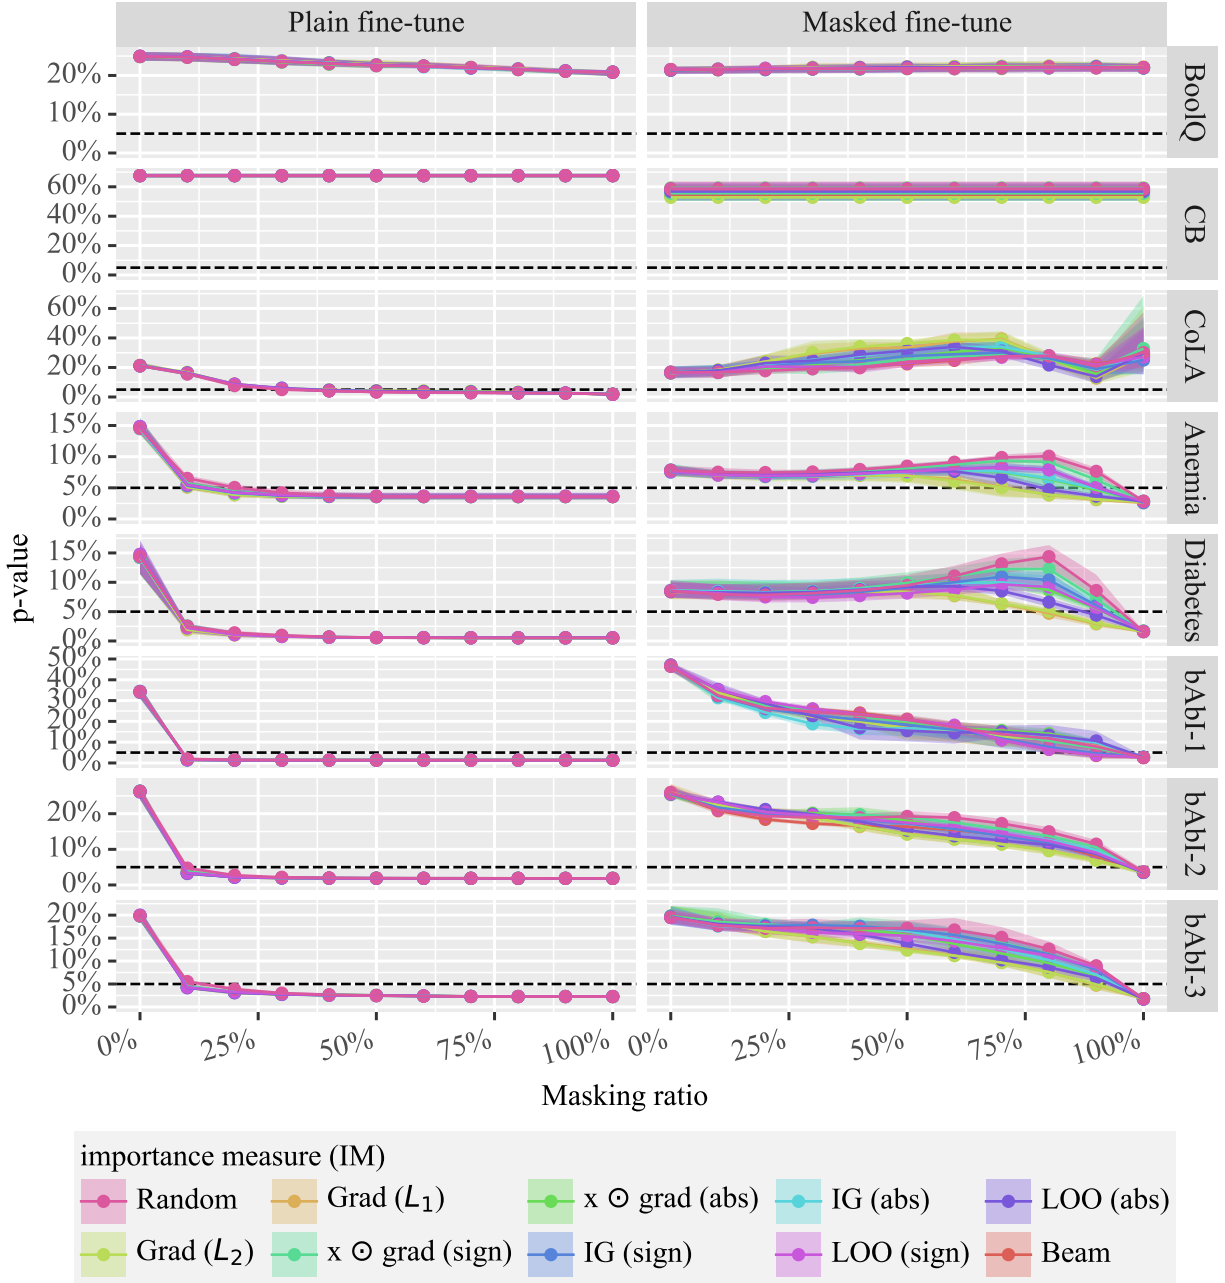 Plain fine-tune
Masked fine-tune
20%
10%
0%
BoolQ
60%
40%
20%
0%
CB
60%
40%
20%
0%
CoLA
15%
10%
5%
0%
Anemia
15%
10%
5%
0%
Diabetes
50%
40%
30%
20%
10%
0%
bAbI-1
20%
10%
0%
bAbI-2
20%
15%
10%
5%
0%
bAbI-3
p-value
0% 25% 50% 75% 100%
0% 25% 50% 75% 100%
Masking ratio
importance measure (IM)
Random Grad (L₁) x ⊙ grad (abs) IG (abs) LOO (abs)
Grad (L₂) x ⊙ grad (sign) IG (sign) LOO (sign) Beam